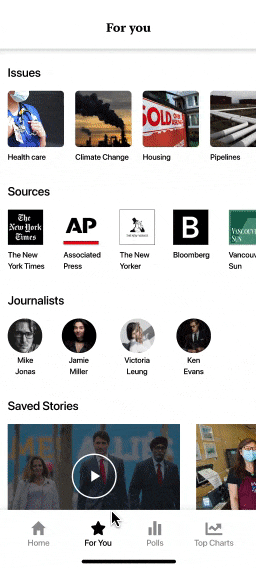 For you
Issues
SOLD
Health care
Climate Change
Housing
Pipelines
Sources
The
New York
Times
AP
THE NEW YORKER
B
VANCOUVER
SUN
The New
York Times
Associated
Press
The New
Yorker
Bloomberg
Vancouv
Sun
Journalists
Mike
Jonas
Jamie
Miller
Victoria
Leung
Ken
Evans
Saved Stories
Home
For You
Polls
Top Charts